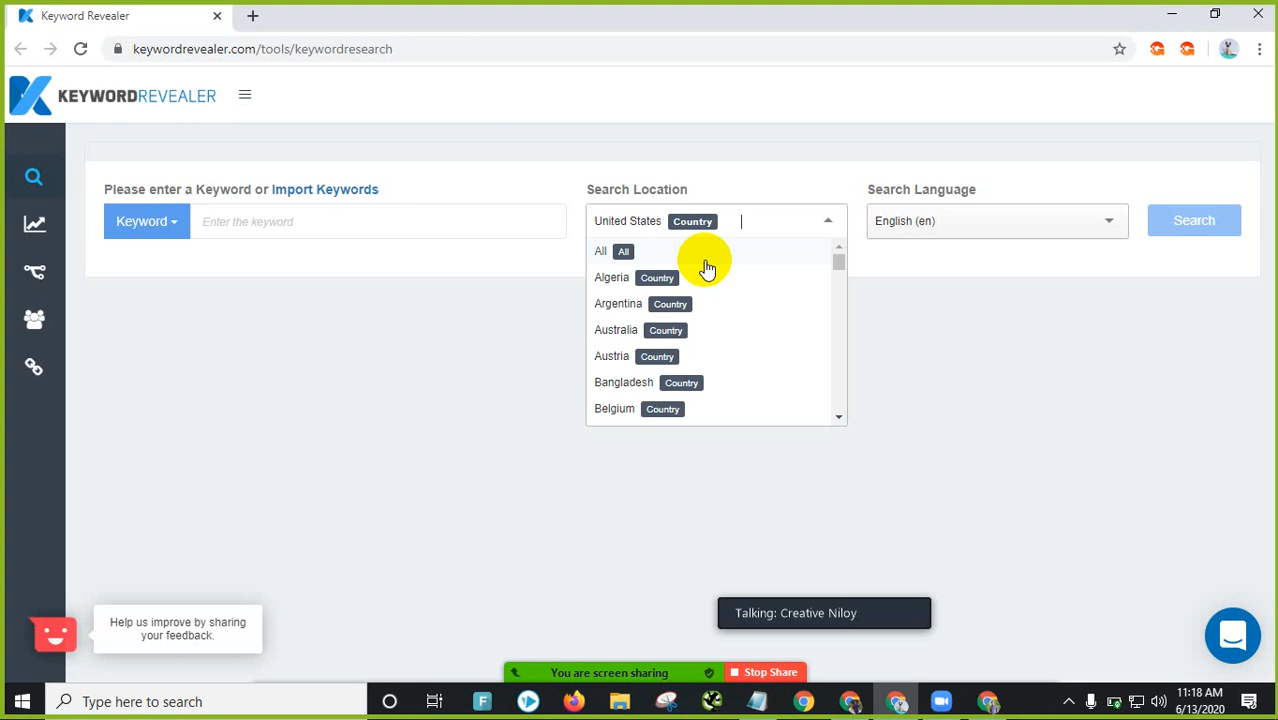 Keyword Revealer
keywordrevealer.com/tools/keywordresearch
KEYWORDREVEALER
Please enter a Keyword or Import Keywords
Search Location
Search Language
Keyword
Enter the keyword
United States Country
English (en)
Search
All All
Algeria Country
Argentina Country
Australia Country
Austria Country
Bangladesh Country
Belgium Country
Help us improve by sharing
your feedback.
Talking: Creative Niloy
You are screen sharing
Stop Share
Type here to search
11:18 AM
6/13/2020